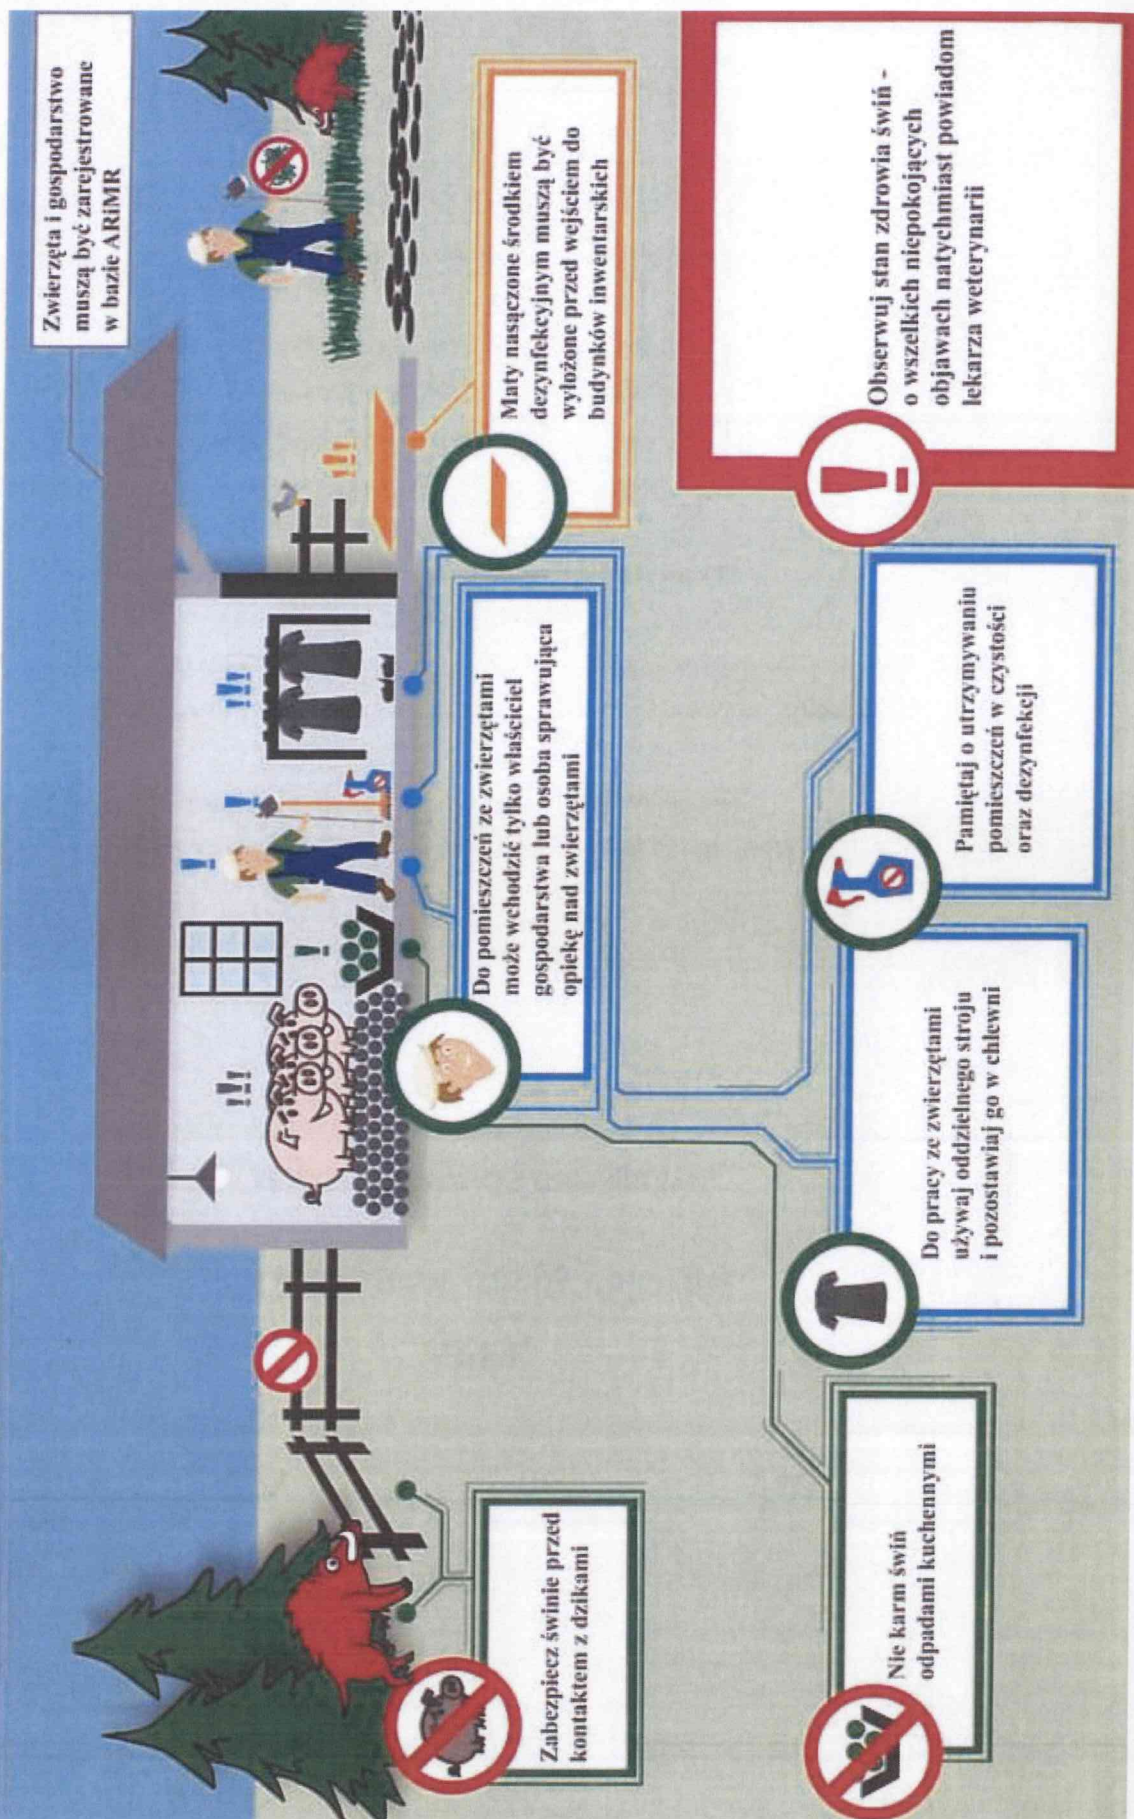 Zwierzęta i gospodarstwo
muszą być zarejestrowane
w bazie ARiMR
Zabezpiecz świnie przed
kontaktem z dzikami
Do pomieszczeń ze zwierzętami
może wchodzić tylko właściciel
gospodarstwa lub osoba sprawująca
opiekę nad zwierzętami
Maty nasączone środkiem
dezynfekcyjnym muszą być
wyłożone przed wejściem do
budynków inwentarskich
Nie karm świń
odpadami kuchennymi
Do pracy ze zwierzętami
używaj oddzielnego stroju
i pozostawiaj go w chlewni
Pamiętaj o utrzymywaniu
pomieszczeń w czystości
oraz dezynfekcji
Obserwuj stan zdrowia świń -
o wszelkich niepokojących
objawach natychmiast powiadom
lekarza weterynarii